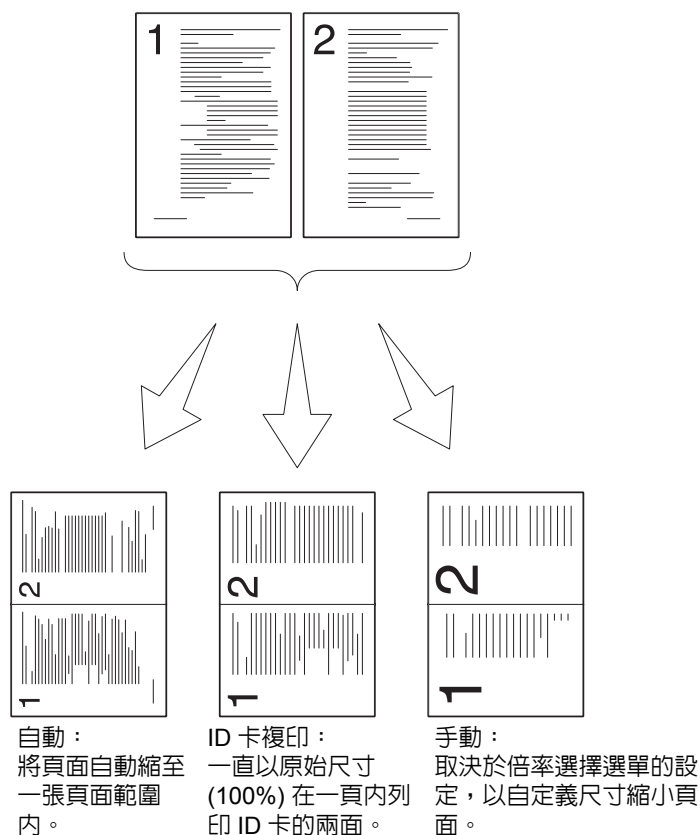 1
2
2
1
2
1
2
1
自動：
將頁面自動縮至
一張頁面範圍
內。
ID 卡複印：
一直以原始尺寸
(100%) 在一頁內列
印 ID 卡的兩面。
手動：
取決於倍率選擇選單的設
定，以自定義尺寸縮小頁
面。